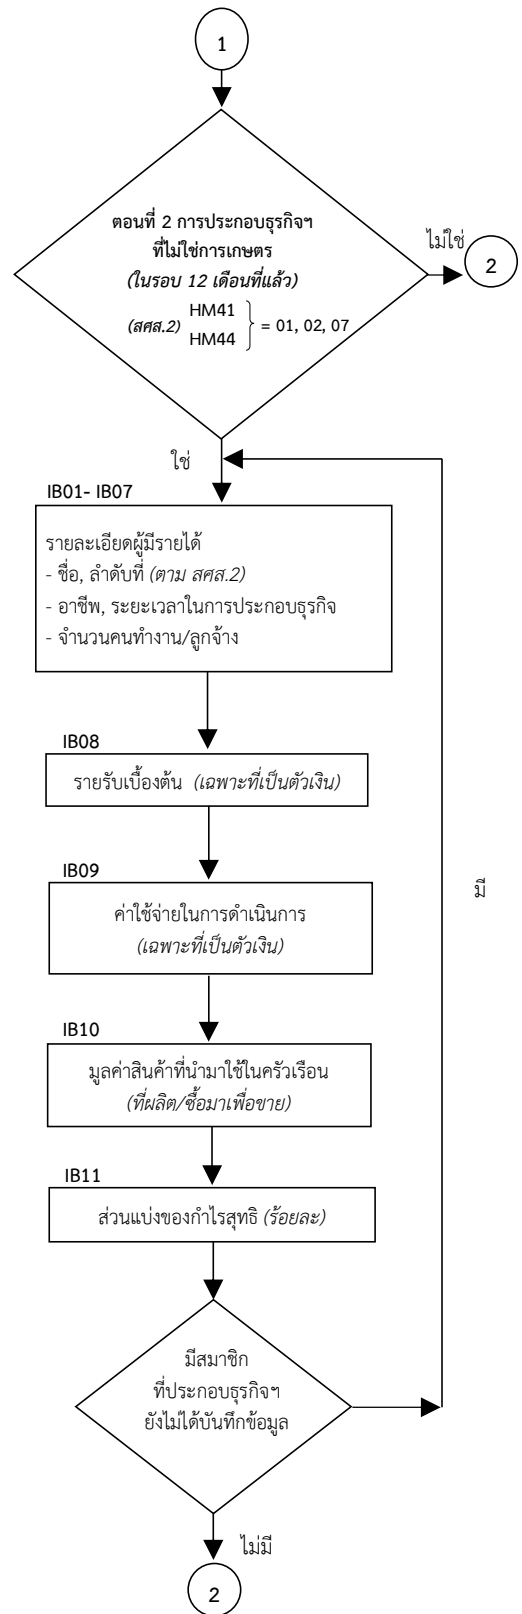 1
ตอนที่ 2 การประกอบธุรกิจฯ
ที่ไม่ใช่การเกษตร
(ในรอบ 12 เดือนที่แล้ว)
(สศส.2) HM41 HM44 = 01, 02, 07
ไม่ใช่
2
ใช่
IB01- IB07
รายละเอียดผู้มีรายได้
- ชื่อ, ลำดับที่ (ตาม สศส.2)
- อาชีพ, ระยะเวลาในการประกอบธุรกิจ
- จำนวนคนทำงาน/ลูกจ้าง
IB08
รายรับเบื้องต้น (เฉพาะที่เป็นตัวเงิน)
IB09
ค่าใช้จ่ายในการดำเนินการ
(เฉพาะที่เป็นตัวเงิน)
มี
IB10
มูลค่าสินค้าที่นำมาใช้ในครัวเรือน
(ที่ผลิต/ซื้อมาเพื่อขาย)
IB11
ส่วนแบ่งของกำไรสุทธิ (ร้อยละ)
มีสมาชิก
ที่ประกอบธุรกิจฯ
ยังไม่ได้บันทึกข้อมูล
ไม่มี
2